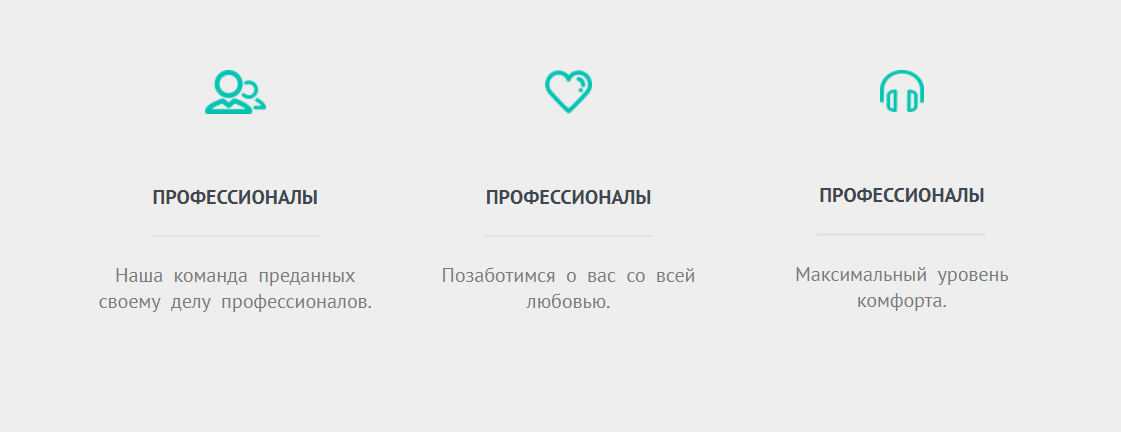 ПРОФЕССИОНАЛЫ
Наша команда преданных
своему делу профессионалов.
ПРОФЕССИОНАЛЫ
Позаботимся о вас со всей
любовью.
ПРОФЕССИОНАЛЫ
Максимальный уровень
комфорта.